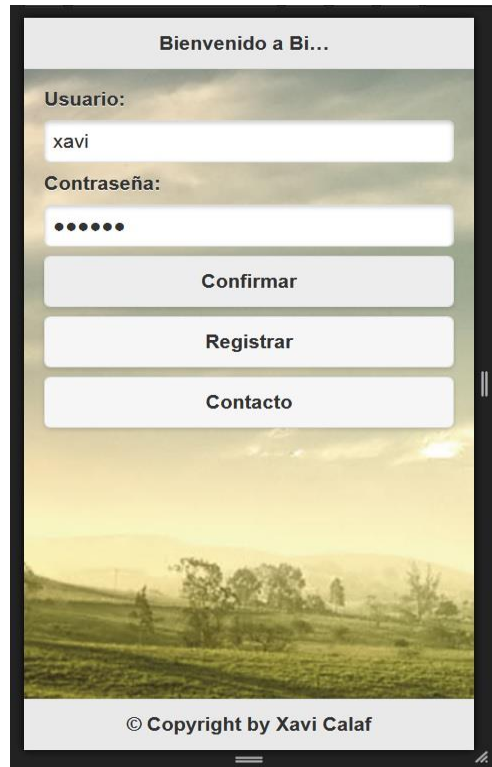 Bienvenido a Bi...
Usuario:
xavi
Contraseña:
●●●●●●
Confirmar
Registrar
Contacto
© Copyright by Xavi Calaf